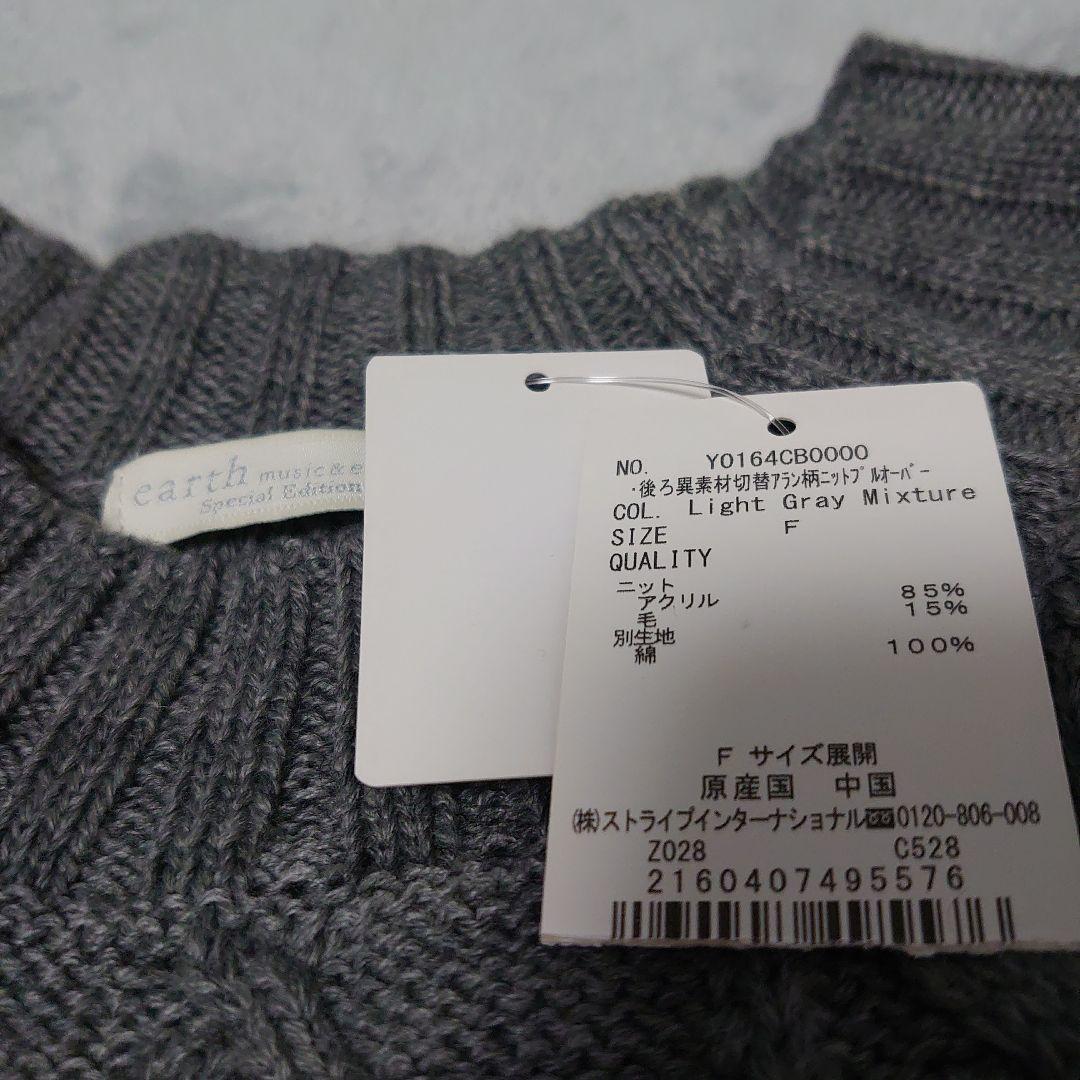 earth music & e
Special Edition
NO. Y0164CB0000
・後ろ異素材切替ｱﾗﾝ柄ﾆｯﾄﾌﾟﾙｵｰﾊﾞｰ
COL. Light Gray Mixture
SIZE F
QUALITY
ニット
アクリル 85%
毛 15%
別生地
綿 100%
F サイズ展開
原産国 中国
㈱ストライプインターナショナル 0120-806-008
Z028 C528
2160407495576